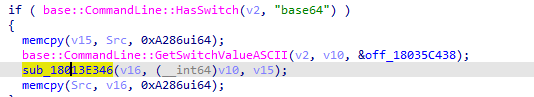 if ( base::CommandLine::HasSwitch(v2, "base64") )
{
memcpy(v15, Src, 0xA286ui64);
base::CommandLine::GetSwitchValueASCII(v2, v10, &off_18035C438);
sub_18013E346(v16, (__int64)v10, v15);
memcpy(Src, v16, 0xA286ui64);
}